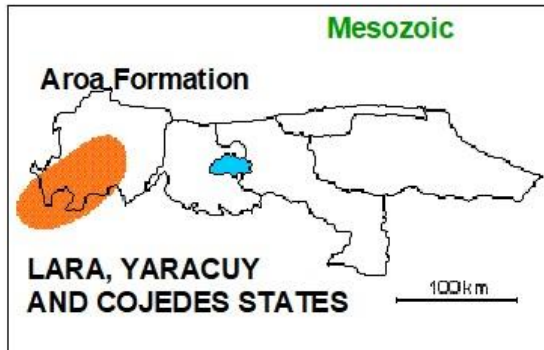 Mesozoic
Aroa Formation
LARA, YARACUY
AND COJEDES STATES
100km